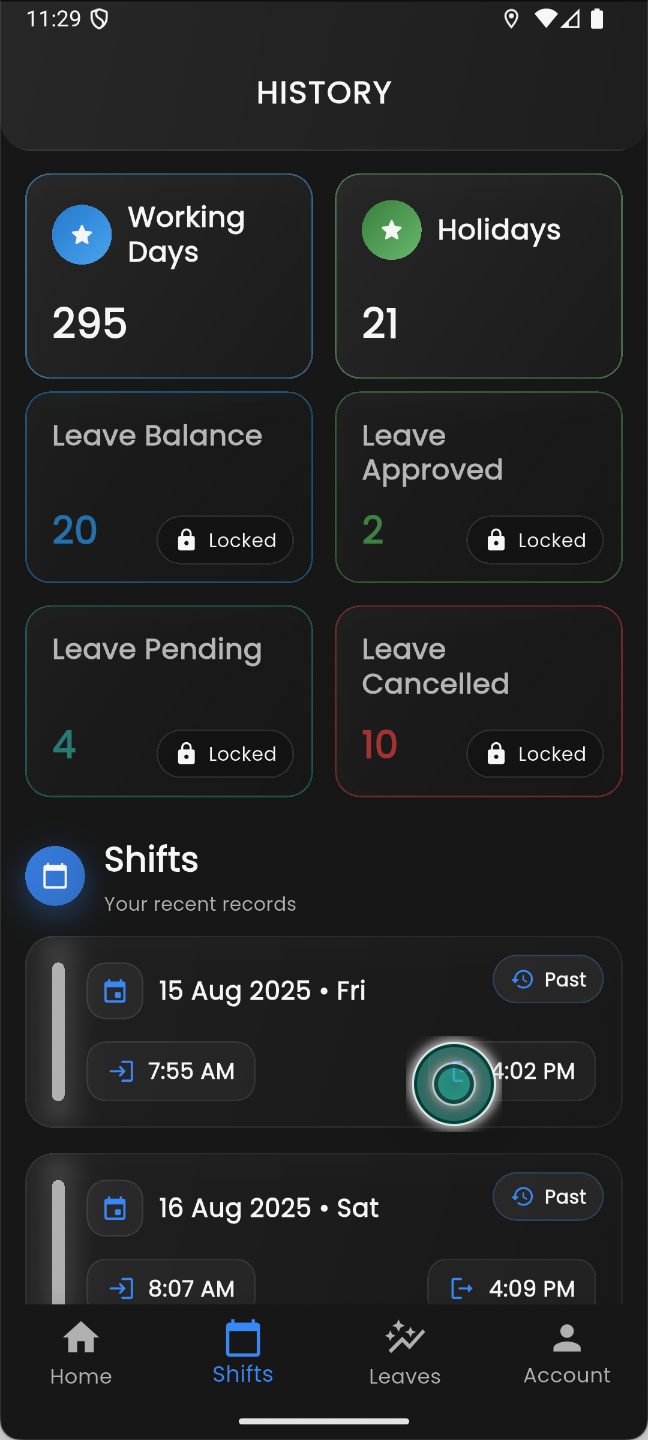 11:29
HISTORY
Working
Days
Holidays
295
21
Leave Balance
Leave
Approved
20
Locked
2
Locked
Leave Pending
Leave
Cancelled
4
Locked
10
Locked
Shifts
Your recent records
15 Aug 2025 • Fri
Past
7:55 AM
4:02 PM
16 Aug 2025 • Sat
Past
8:07 AM
4:09 PM
Home
Shifts
Leaves
Account